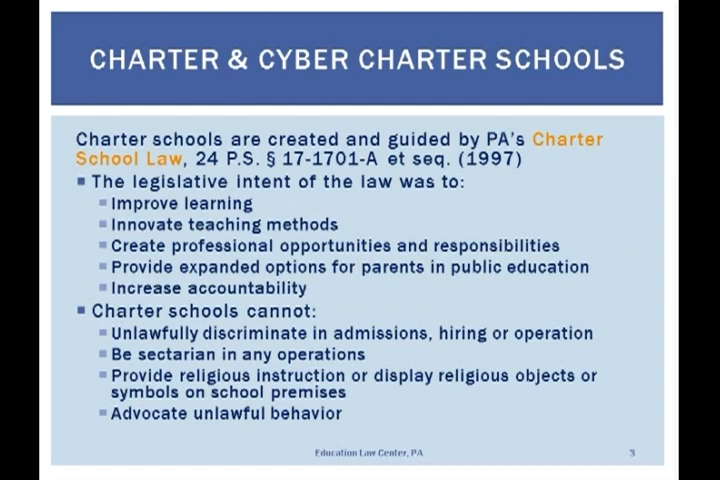 CHARTER & CYBER CHARTER SCHOOLS
Charter schools are created and guided by PA's Charter
School Law, 24 P.S. § 17-1701-A et seq. (1997)
The legislative intent of the law was to:
Improve learning
Innovate teaching methods
Create professional opportunities and responsibilities
Provide expanded options for parents in public education
Increase accountability
Charter schools cannot:
Unlawfully discriminate in admissions, hiring or operation
Be sectarian in any operations
Provide religious instruction or display religious objects or
symbols on school premises
Advocate unlawful behavior
Education Law Center, PA
3